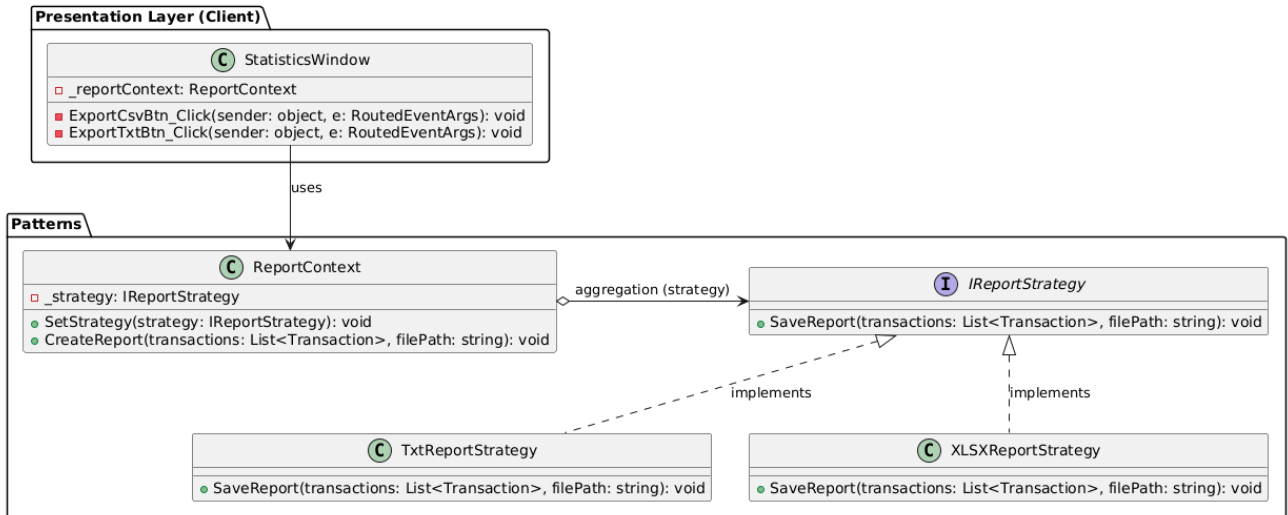 Presentation Layer (Client)
C StatisticsWindow
_reportContext: ReportContext
ExportCsvBtn_Click(sender: object, e: RoutedEventArgs): void
ExportTxtBtn_Click(sender: object, e: RoutedEventArgs): void
uses
Patterns
C ReportContext
_strategy: IReportStrategy
SetStrategy(strategy: IReportStrategy): void
CreateReport(transactions: List<Transaction>, filePath: string): void
aggregation (strategy)
I IReportStrategy
SaveReport(transactions: List<Transaction>, filePath: string): void
implements
implements
C TxtReportStrategy
SaveReport(transactions: List<Transaction>, filePath: string): void
C XLSXReportStrategy
SaveReport(transactions: List<Transaction>, filePath: string): void